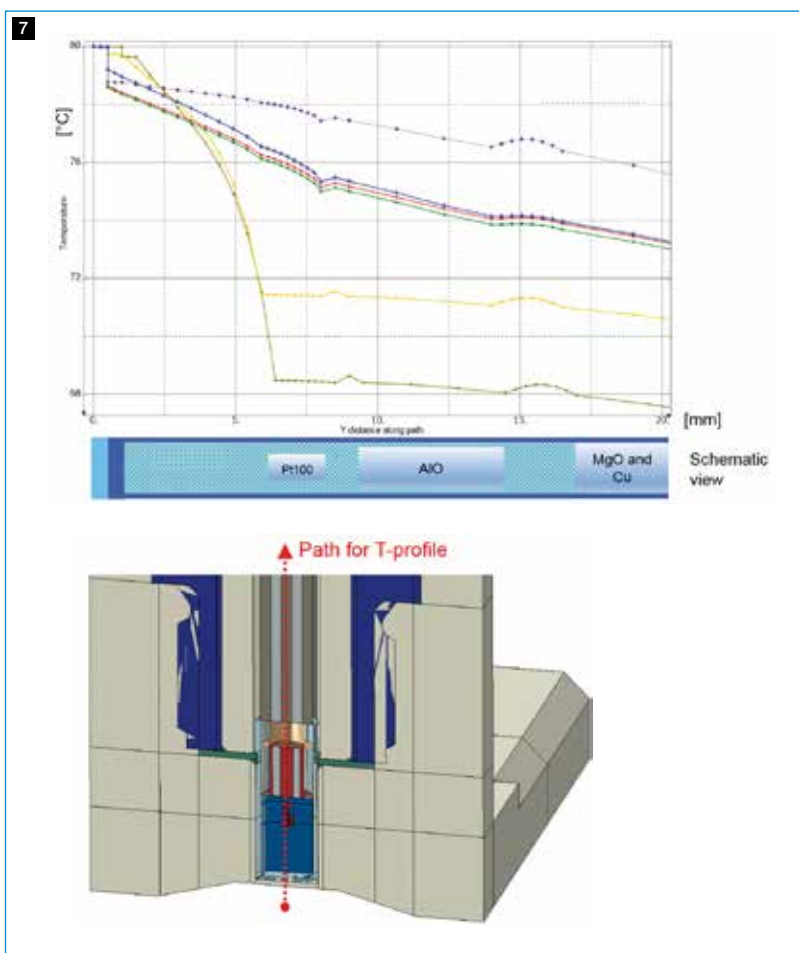 7
80
[°C]
76
Temperature
72
68
0. 5. 10. 15. 20.
[mm]
Y distance along path
Pt100
AlO
MgO and
Cu
Schematic
view
Path for T-profile